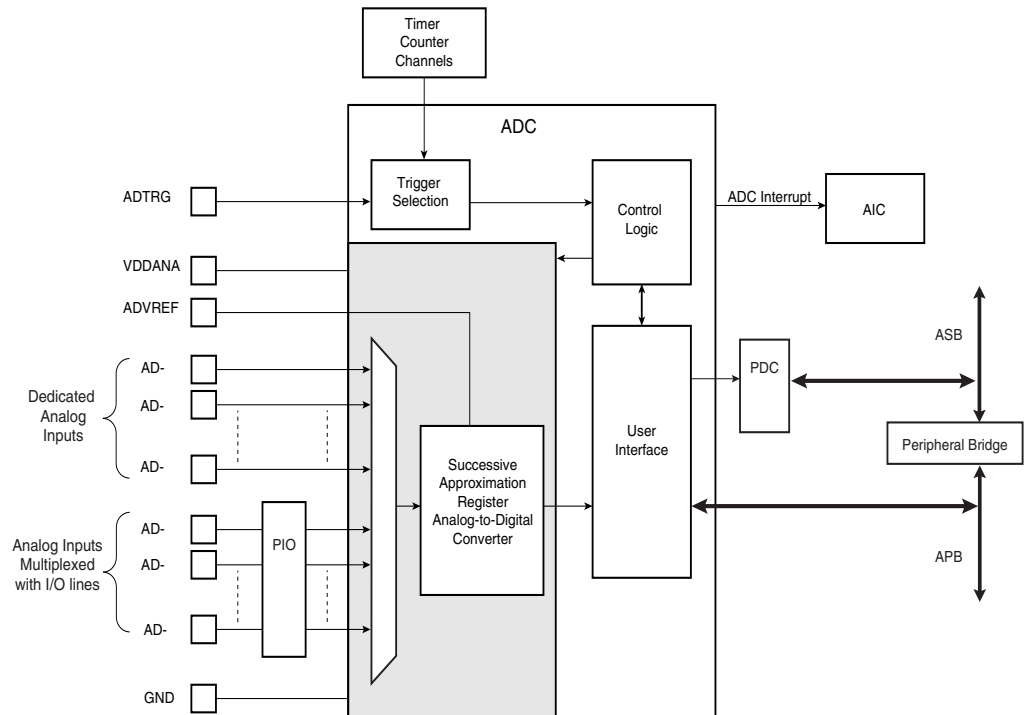 Timer
Counter
Channels
ADC
ADTRG
Trigger
Selection
Control
Logic
ADC Interrupt
AIC
VDDANA
ADVREF
Dedicated
Analog
Inputs
AD-
AD-
AD-
Analog Inputs
Multiplexed
with I/O lines
AD-
AD-
AD-
PIO
Successive
Approximation
Register
Analog-to-Digital
Converter
User
Interface
PDC
ASB
Peripheral Bridge
APB
GND